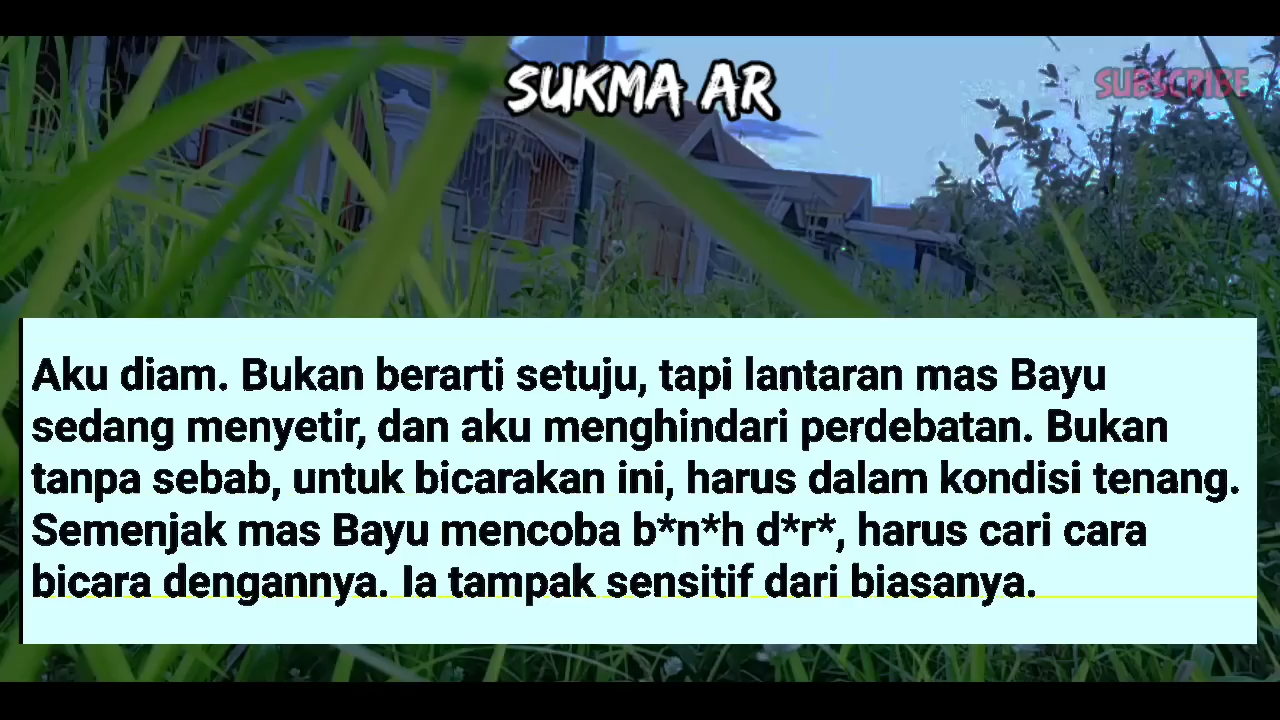 SUKMA AR
SUBSCRIBE
Aku diam. Bukan berarti setuju, tapi lantaran mas Bayu
sedang menyetir, dan aku menghindari perdebatan. Bukan
tanpa sebab, untuk bicarakan ini, harus dalam kondisi tenang.
Semenjak mas Bayu mencoba b*n*h d*r*, harus cari cara
bicara dengannya. Ia tampak sensitif dari biasanya.